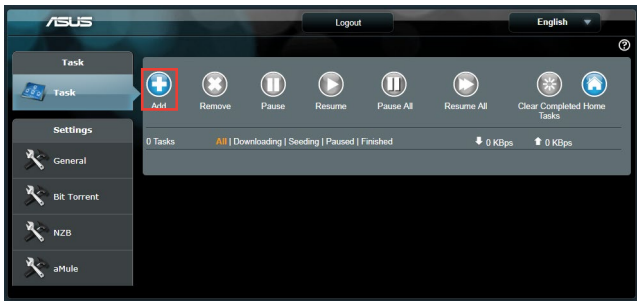 ASUS
Logout
English
?
Task
Task
Settings
General
Bit Torrent
NZB
aMule
Add
Remove
Pause
Resume
Pause All
Resume All
Clear Completed Tasks
Home
0 Tasks
All | Downloading | Seeding | Paused | Finished
0 KBps
0 KBps